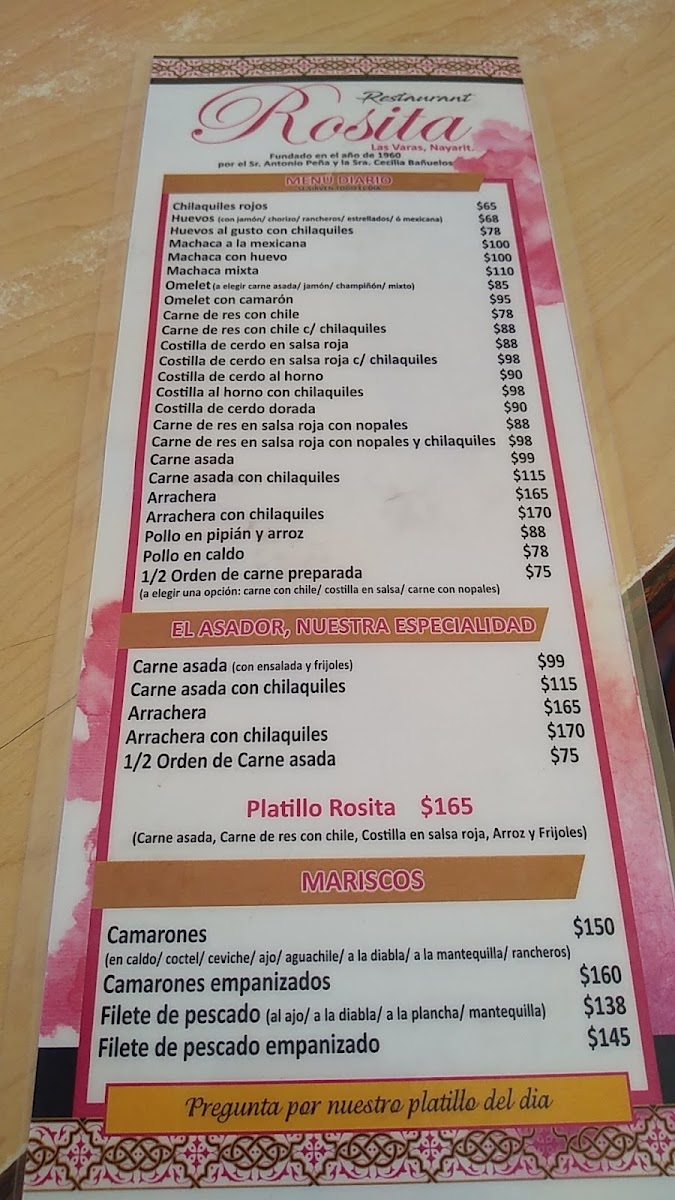 Restaurant
Rosita
Las Varas, Nayarit.
Fundado en el año de 1960
por el Sr. Antonio Peña y la Sra. Cecilia Bañuelos
MENÚ DIARIO
SE SIRVEN TODO EL DIA
Chilaquiles rojos $65
Huevos (con jamón/ chorizo/ rancheros/ estrellados/ ó mexicana) $68
Huevos al gusto con chilaquiles $78
Machaca a la mexicana $100
Machaca con huevo $100
Machaca mixta $110
Omelet (a elegir carne asada/ jamón/ champiñón/ mixto) $85
Omelet con camarón $95
Carne de res con chile $78
Carne de res con chile c/ chilaquiles $88
Costilla de cerdo en salsa roja $88
Costilla de cerdo en salsa roja c/ chilaquiles $98
Costilla de cerdo al horno $90
Costilla al horno con chilaquiles $98
Costilla de cerdo dorada $90
Carne de res en salsa roja con nopales $88
Carne de res en salsa roja con nopales y chilaquiles $98
Carne asada $99
Carne asada con chilaquiles $115
Arrachera $165
Arrachera con chilaquiles $170
Pollo en pipián y arroz $88
Pollo en caldo $78
1/2 Orden de carne preparada $75
(a elegir una opción: carne con chile/ costilla en salsa/ carne con nopales)
EL ASADOR, NUESTRA ESPECIALIDAD
Carne asada (con ensalada y frijoles) $99
Carne asada con chilaquiles $115
Arrachera $165
Arrachera con chilaquiles $170
1/2 Orden de Carne asada $75
Platillo Rosita $165
(Carne asada, Carne de res con chile, Costilla en salsa roja, Arroz y Frijoles)
MARISCOS
Camarones $150
(en caldo/ coctel/ ceviche/ ajo/ aguachile/ a la diabla/ a la mantequilla/ rancheros)
Camarones empanizados $160
Filete de pescado (al ajo/ a la diabla/ a la plancha/ mantequilla) $138
Filete de pescado empanizado $145
Pregunta por nuestro platillo del dia